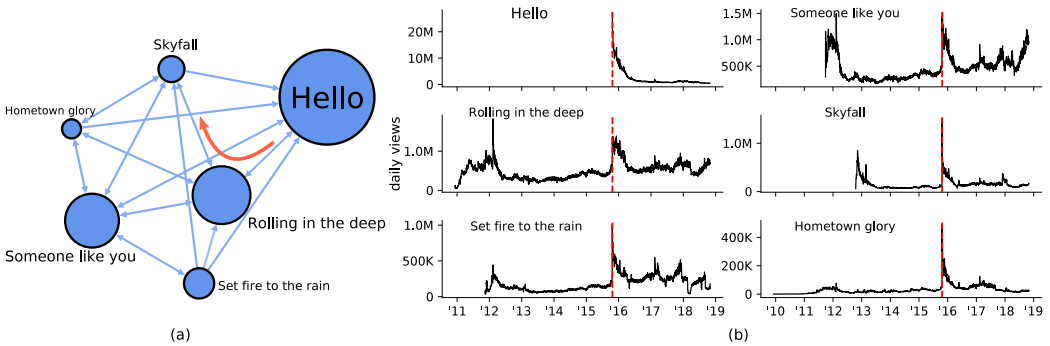 Skyfall
Hello
Hometown glory
Rolling in the deep
Someone like you
Set fire to the rain
(a)
daily views
Hello
20M
10M
0
Someone like you
1.5M
1.0M
500K
Rolling in the deep
1.0M
0
Skyfall
1.0M
0
Set fire to the rain
1.0M
500K
0
'11 '12 '13 '14 '15 '16 '17 '18 '19
Hometown glory
400K
200K
0
'10 '11 '12 '13 '14 '15 '16 '17 '18 '19
(b)